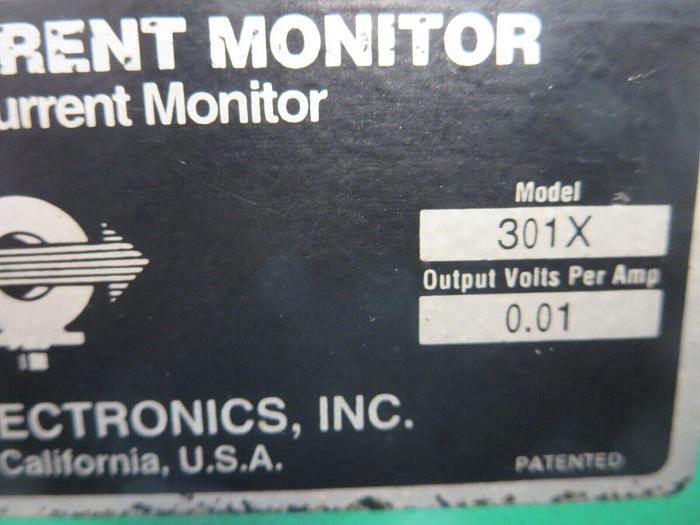 RENT MONITOR
urrent Monitor
Model
301X
Output Volts Per Amp
0.01
ECTRONICS, INC.
California, U.S.A.
PATENTED